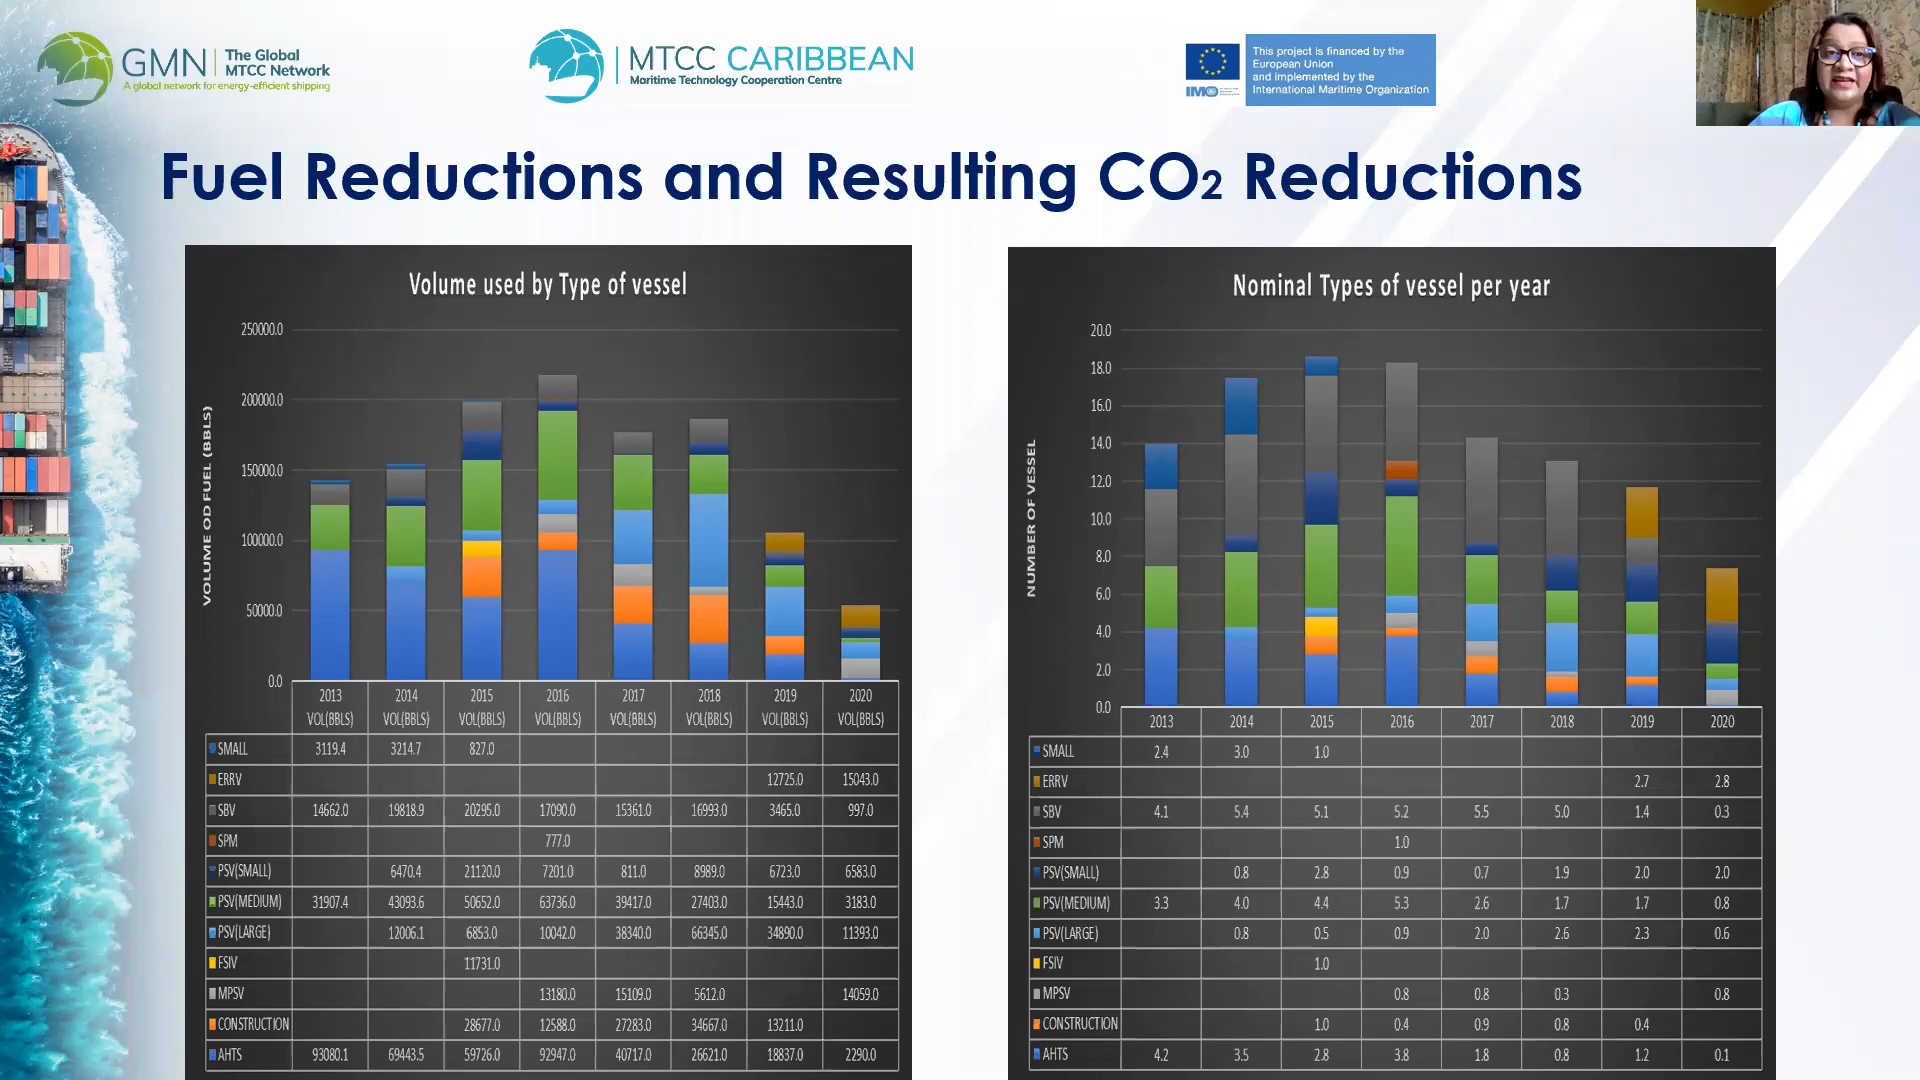 GMN
The Global
MTCC Network
A global network for energy-efficient shipping
MTCC CARIBBEAN
Maritime Technology Cooperation Centre
IMO
This project is financed by the
European Union
and implemented by the
International Maritime Organization
Fuel Reductions and Resulting CO2 Reductions
Volume used by Type of vessel
VOLUME OD FUEL (BBLS)
250000.0
200000.0
150000.0
100000.0
50000.0
0.0
2013 2014 2015 2016 2017 2018 2019 2020
VOL(BBLS) VOL(BBLS) VOL(BBLS) VOL(BBLS) VOL(BBLS) VOL(BBLS) VOL(BBLS) VOL(BBLS)
SMALL 3119.4 3214.7 827.0
ERRV 12725.0 15043.0
SBV 14662.0 19818.9 20295.0 17090.0 15361.0 16993.0 3465.0 997.0
SPM 777.0
PSV(SMALL) 6470.4 21120.0 7201.0 811.0 8989.0 6723.0 6583.0
PSV(MEDIUM) 31907.4 43093.6 50652.0 63736.0 39417.0 27403.0 15443.0 3183.0
PSV(LARGE) 12006.1 6853.0 10042.0 38340.0 66345.0 34890.0 11393.0
FSIV 11731.0
MPSV 13180.0 15109.0 5612.0 14059.0
CONSTRUCTION 28677.0 12588.0 27283.0 34667.0 13211.0
AHTS 93080.1 69443.5 59726.0 92947.0 40717.0 26621.0 18837.0 2290.0
Nominal Types of vessel per year
NUMBER OF VESSEL
20.0
18.0
16.0
14.0
12.0
10.0
8.0
6.0
4.0
2.0
0.0
2013 2014 2015 2016 2017 2018 2019 2020
SMALL 2.4 3.0 1.0
ERRV 2.7 2.8
SBV 4.1 5.4 5.1 5.2 5.5 5.0 1.4 0.3
SPM 1.0
PSV(SMALL) 0.8 2.8 0.9 0.7 1.9 2.0 2.0
PSV(MEDIUM) 3.3 4.0 4.4 5.3 2.6 1.7 1.7 0.8
PSV(LARGE) 0.8 0.5 0.9 2.0 2.6 2.3 0.6
FSIV 1.0
MPSV 0.8 0.8 0.3 0.8
CONSTRUCTION 1.0 0.4 0.9 0.8 0.4
AHTS 4.2 3.5 2.8 3.8 1.8 0.8 1.2 0.1